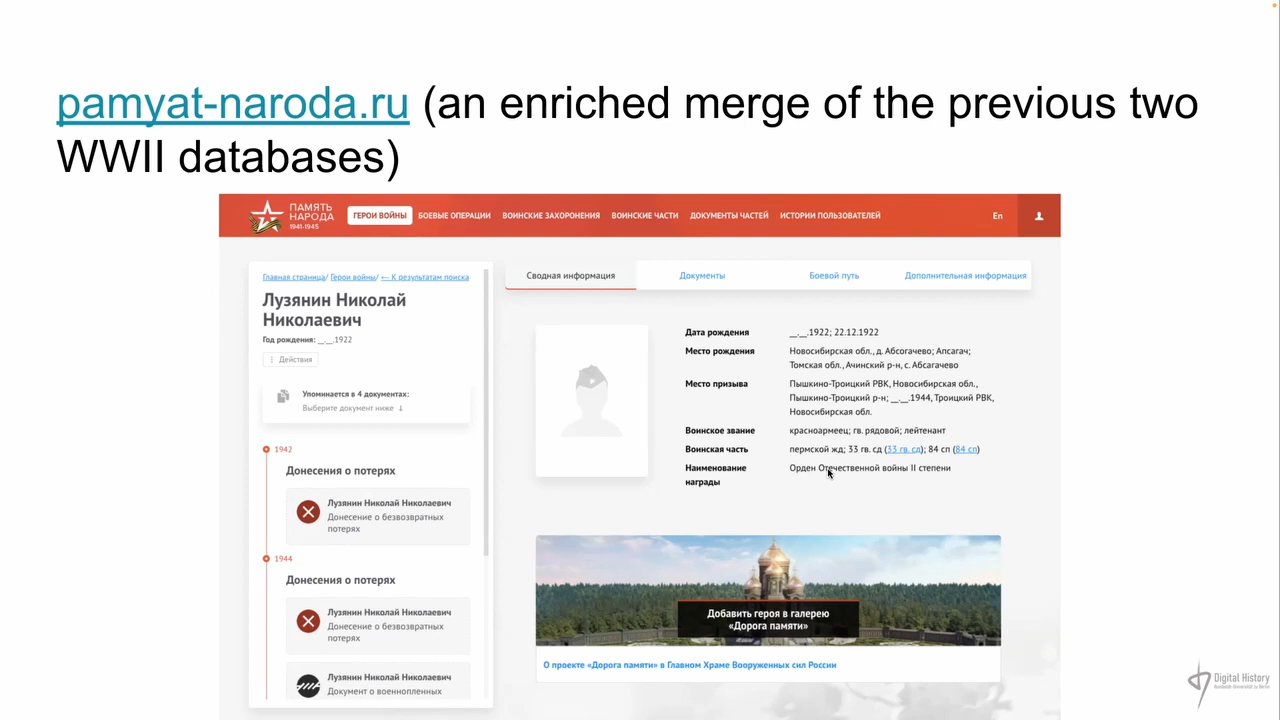 pamyat-naroda.ru (an enriched merge of the previous two
WWII databases)
ПАМЯТЬ
НАРОДА
1941-1945
ГЕРОИ ВОЙНЫ БОЕВЫЕ ОПЕРАЦИИ ВОИНСКИЕ ЗАХОРОНЕНИЯ ВОИНСКИЕ ЧАСТИ ДОКУМЕНТЫ ЧАСТЕЙ ИСТОРИИ ПОЛЬЗОВАТЕЛЕЙ En
Главная страница/ Герои войны/ ← К результатам поиска
Лузянин Николай
Николаевич
Год рождения: __.__.1922
Действия
Упоминается в 4 документах:
Выберите документ ниже ↓
1942
Донесения о потерях
Лузянин Николай Николаевич
Донесение о безвозвратных
потерях
1944
Донесения о потерях
Лузянин Николай Николаевич
Донесение о безвозвратных
потерях
Лузянин Николай Николаевич
Документ о военнопленных
Сводная информация Документы Боевой путь Дополнительная информация
Дата рождения __.__.1922; 22.12.1922
Место рождения Новосибирская обл., д. Абсогачево; Апсагач;
Томская обл., Ачинский р-н, с. Абсагачево
Место призыва Пышкино-Троицкий РВК, Новосибирская обл.,
Пышкино-Троицкий р-н; __.__.1944, Троицкий РВК,
Новосибирская обл.
Воинское звание красноармеец; гв. рядовой; лейтенант
Воинская часть пермской жд; 33 гв. сд (33 гв. сд); 84 сп (84 сп)
Наименование Орден Отечественной войны II степени
награды
Добавить героя в галерею
«Дорога памяти»
О проекте «Дорога памяти» в Главном Храме Вооруженных сил России
Digital History
Humboldt-Universität zu Berlin